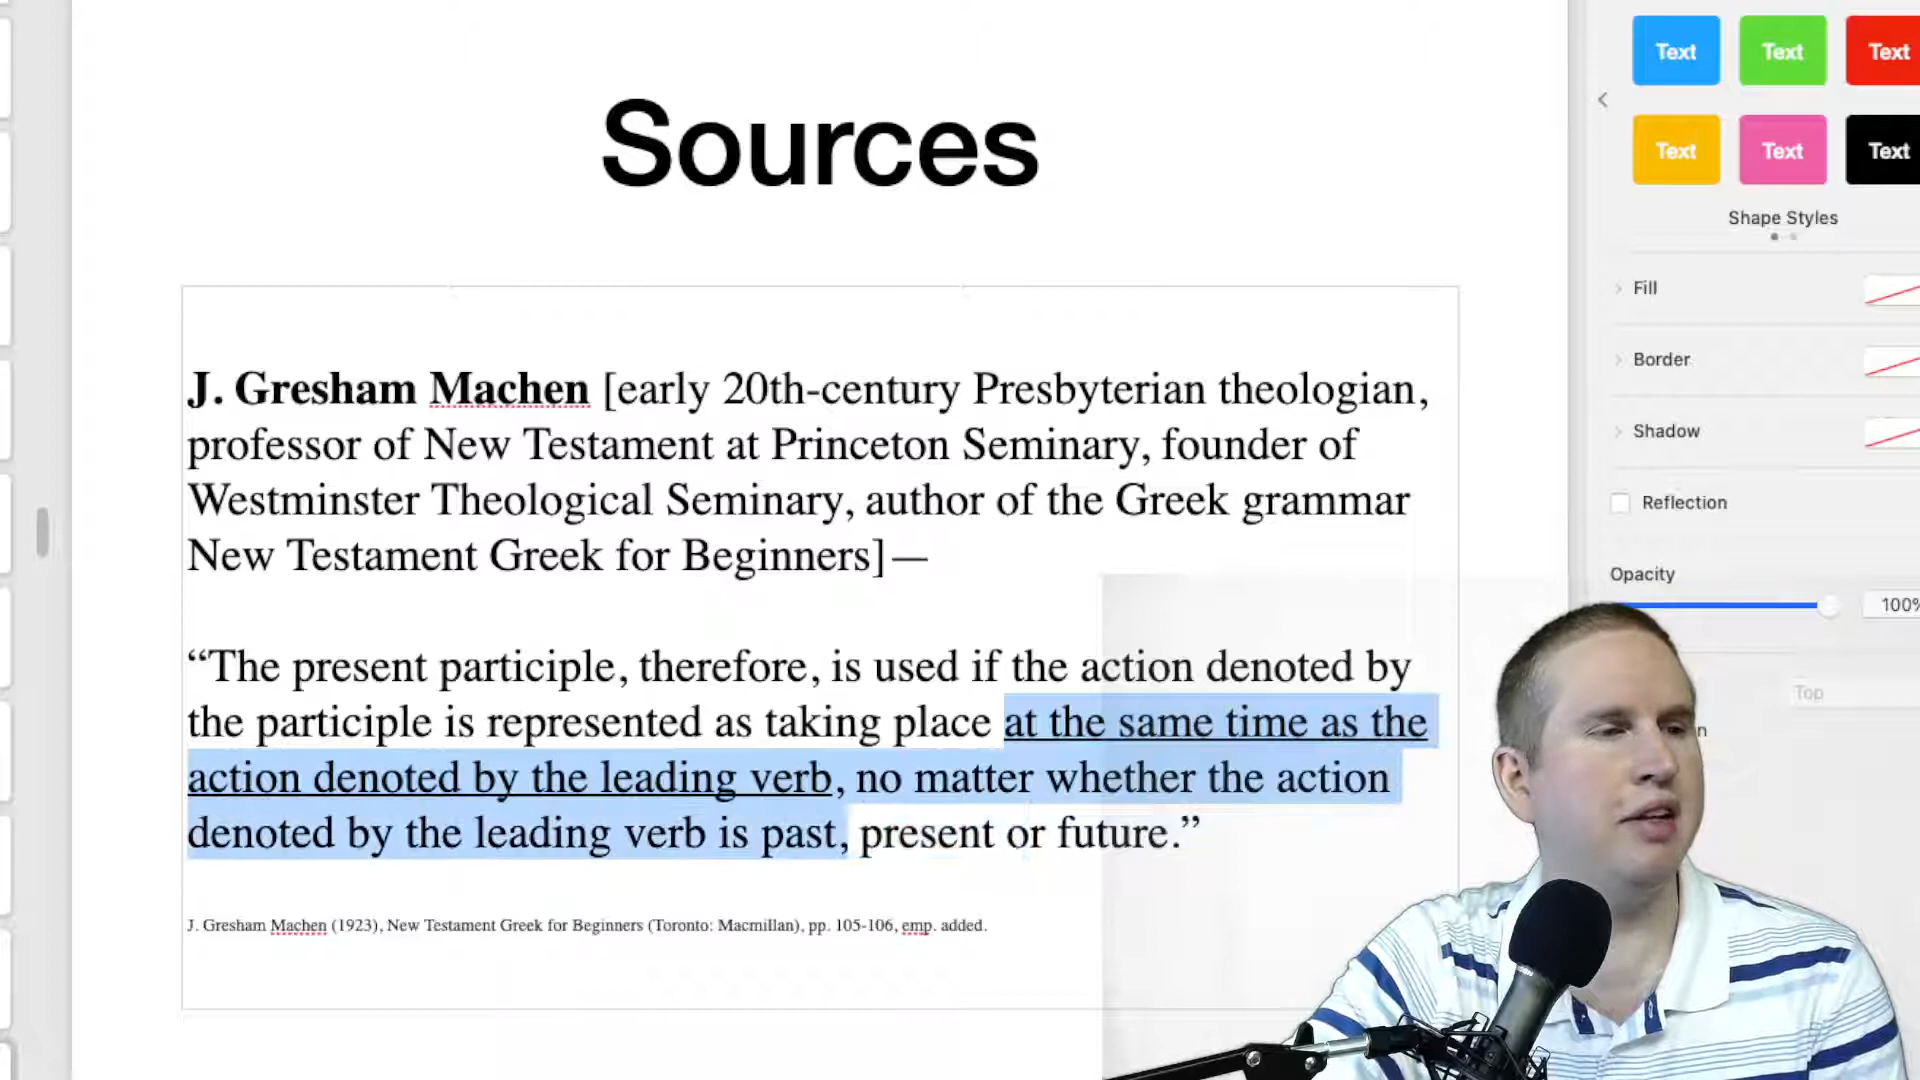 Sources
J. Gresham Machen [early 20th-century Presbyterian theologian,
professor of New Testament at Princeton Seminary, founder of
Westminster Theological Seminary, author of the Greek grammar
New Testament Greek for Beginners]—
“The present participle, therefore, is used if the action denoted by
the participle is represented as taking place at the same time as the
action denoted by the leading verb, no matter whether the action
denoted by the leading verb is past, present or future.”
J. Gresham Machen (1923), New Testament Greek for Beginners (Toronto: Macmillan), pp. 105-106, emp. added.
Text Text Text
Text Text Text
Shape Styles
Fill
Border
Shadow
Reflection
Opacity
100%
Top